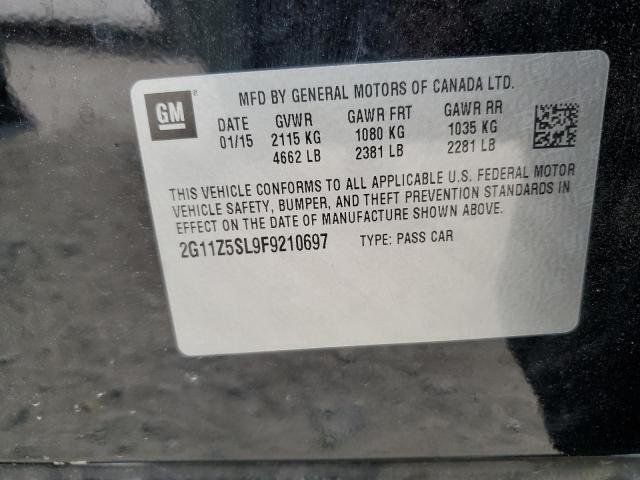 GM®
MFD BY GENERAL MOTORS OF CANADA LTD.
DATE GVWR GAWR FRT GAWR RR
01/15 2115 KG 1080 KG 1035 KG
4662 LB 2381 LB 2281 LB
THIS VEHICLE CONFORMS TO ALL APPLICABLE U.S. FEDERAL MOTOR
VEHICLE SAFETY, BUMPER, AND THEFT PREVENTION STANDARDS IN
EFFECT ON THE DATE OF MANUFACTURE SHOWN ABOVE.
2G11Z5SL9F9210697 TYPE: PASS CAR